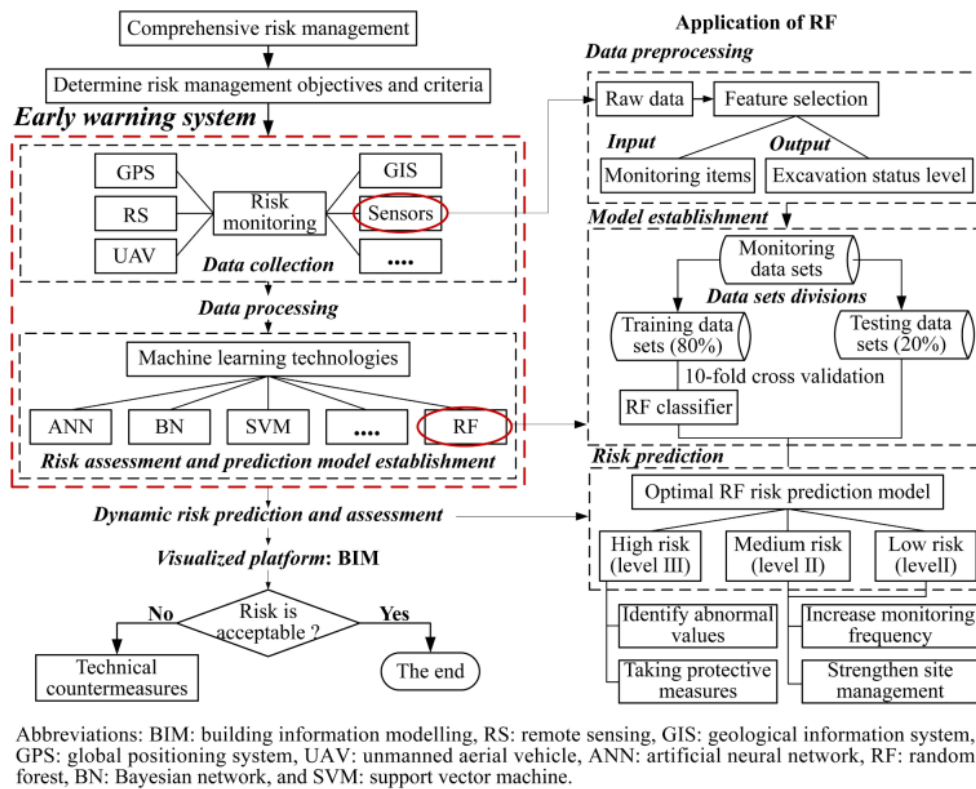 Comprehensive risk management
Determine risk management objectives and criteria
Early warning system
GPS
RS
UAV
Risk
monitoring
GIS
Sensors
....
Data collection
Data processing
Machine learning technologies
ANN
BN
SVM
....
RF
Risk assessment and prediction model establishment
Dynamic risk prediction and assessment
Visualized platform: BIM
No
Risk is
acceptable ?
Yes
Technical
countermeasures
The end
Application of RF
Data preprocessing
Raw data
Feature selection
Input
Output
Monitoring items
Excavation status level
Model establishment
Monitoring
data sets
Data sets divisions
Training data
sets (80%)
Testing data
sets (20%)
10-fold cross validation
RF classifier
Risk prediction
Optimal RF risk prediction model
High risk
(level III)
Medium risk
(level II)
Low risk
(levelI)
Identify abnormal
values
Increase monitoring
frequency
Taking protective
measures
Strengthen site
management
Abbreviations: BIM: building information modelling, RS: remote sensing, GIS: geological information system,
GPS: global positioning system, UAV: unmanned aerial vehicle, ANN: artificial neural network, RF: random
forest, BN: Bayesian network, and SVM: support vector machine.